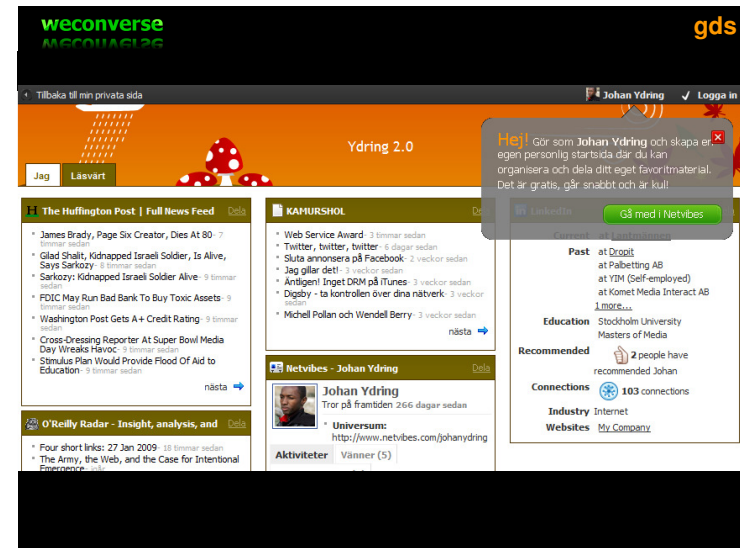 weconverse
gds
Tillbaka till min privata sida
Johan Ydring
Logga in
Ydring 2.0
Jag
Läsvärt
Hej! Gör som Johan Ydring och skapa en
egen personlig startsida där du kan
organisera och dela ditt eget favoritmaterial.
Det är gratis, går snabbt och är kul!
Gå med i Netvibes
The Huffington Post | Full News Feed
Dela
James Brady, Page Six Creator, Dies At 80 - 7
timmar sedan
Gilad Shalit, Kidnapped Israeli Soldier, Is Alive,
Says Sarkozy - 8 timmar sedan
Sarkozy: Kidnapped Israeli Soldier Alive - 9 timmar
sedan
FDIC May Run Bad Bank To Buy Toxic Assets - 9
timmar sedan
Washington Post Gets A+ Credit Rating - 9 timmar
sedan
Cross-Dressing Reporter At Super Bowl Media
Day Wreaks Havoc - 9 timmar sedan
Stimulus Plan Would Provide Flood Of Aid to
Education - 9 timmar sedan
nästa
O'Reilly Radar - Insight, analysis, and
Dela
Four short links: 27 Jan 2009 - 18 timmar sedan
The Army, the Web, and the Case for Intentional
Emergence - igår
KAMURSHOL
Web Service Award - 3 timmar sedan
Twitter, twitter, twitter - 6 dagar sedan
Sluta annonsera på Facebook - 2 veckor sedan
Jag gillar det! - 3 veckor sedan
Äntligen! Inget DRM på iTunes - 3 veckor sedan
Digsby - ta kontrollen över dina nätverk - 3 veckor
sedan
Michel Pollan och Wendell Berry - 3 veckor sedan
nästa
Netvibes - Johan Ydring
Dela
Johan Ydring
Tror på framtiden 266 dagar sedan
Universum:
http://www.netvibes.com/johanydring
Aktiviteter
Vänner (5)
LinkedIn
Current at Lantmännen
Past at Dropit
at Palbetting AB
at YIM (Self-employed)
at Komet Media Interact AB
1 more...
Education Stockholm University
Masters of Media
Recommended 2 people have
recommended Johan
Connections 103 connections
Industry Internet
Websites My Company